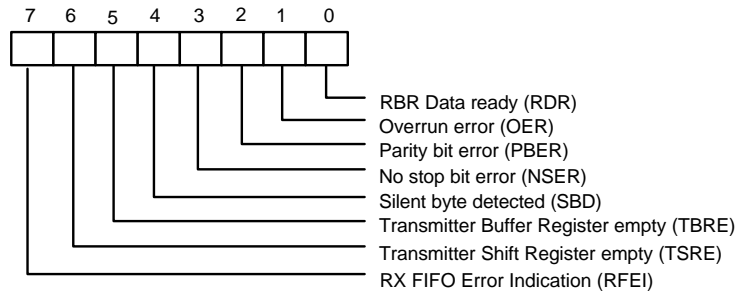 7 6 5 4 3 2 1 0
RBR Data ready (RDR)
Overrun error (OER)
Parity bit error (PBER)
No stop bit error (NSER)
Silent byte detected (SBD)
Transmitter Buffer Register empty (TBRE)
Transmitter Shift Register empty (TSRE)
RX FIFO Error Indication (RFEI)